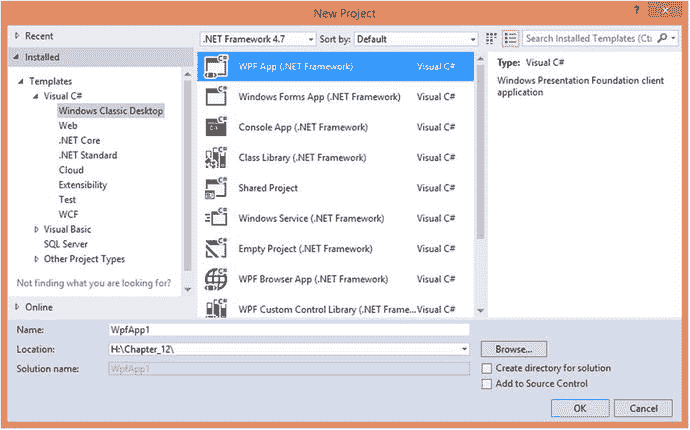 New Project
? x
Recent
Installed
Templates
Visual C#
Windows Classic Desktop
Web
.NET Core
.NET Standard
Cloud
Extensibility
Test
WCF
Visual Basic
SQL Server
Other Project Types
Not finding what you are looking for?
Online
.NET Framework 4.7 Sort by: Default
WPF App (.NET Framework) Visual C#
Windows Forms App (.NET Framework) Visual C#
Console App (.NET Framework) Visual C#
Class Library (.NET Framework) Visual C#
Shared Project Visual C#
Windows Service (.NET Framework) Visual C#
Empty Project (.NET Framework) Visual C#
WPF Browser App (.NET Framework) Visual C#
WPF Custom Control Library (.NET Frame... Visual C#
Search Installed Templates (Ctr
Type: Visual C#
Windows Presentation Foundation client
application
Name: WpfApp1
Location: H:\Chapter_12\
Browse...
Solution name: WpfApp1
Create directory for solution
Add to Source Control
OK Cancel